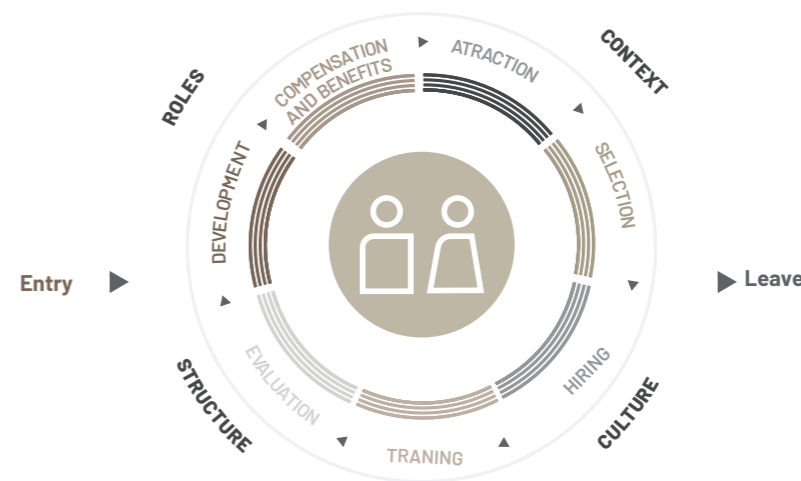 ROLES
CONTEXT
COMPENSATION
AND BENEFITS
ATRACTION
SELECTION
DEVELOPMENT
Entry
Leave
HIRING
EVALUATION
TRANING
STRUCTURE
CULTURE